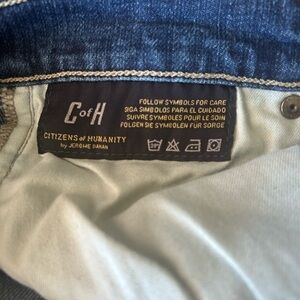 CofH
CITIZENS of HUMANITY
by JEROME DAHAN
FOLLOW SYMBOLS FOR CARE
SIGA SIMBOLOS PARA EL CUIDADO
SUIVRE SYMBOLES POUR LE SOIN
FOLGEN SIE SYMBOLEN FUR SORGE